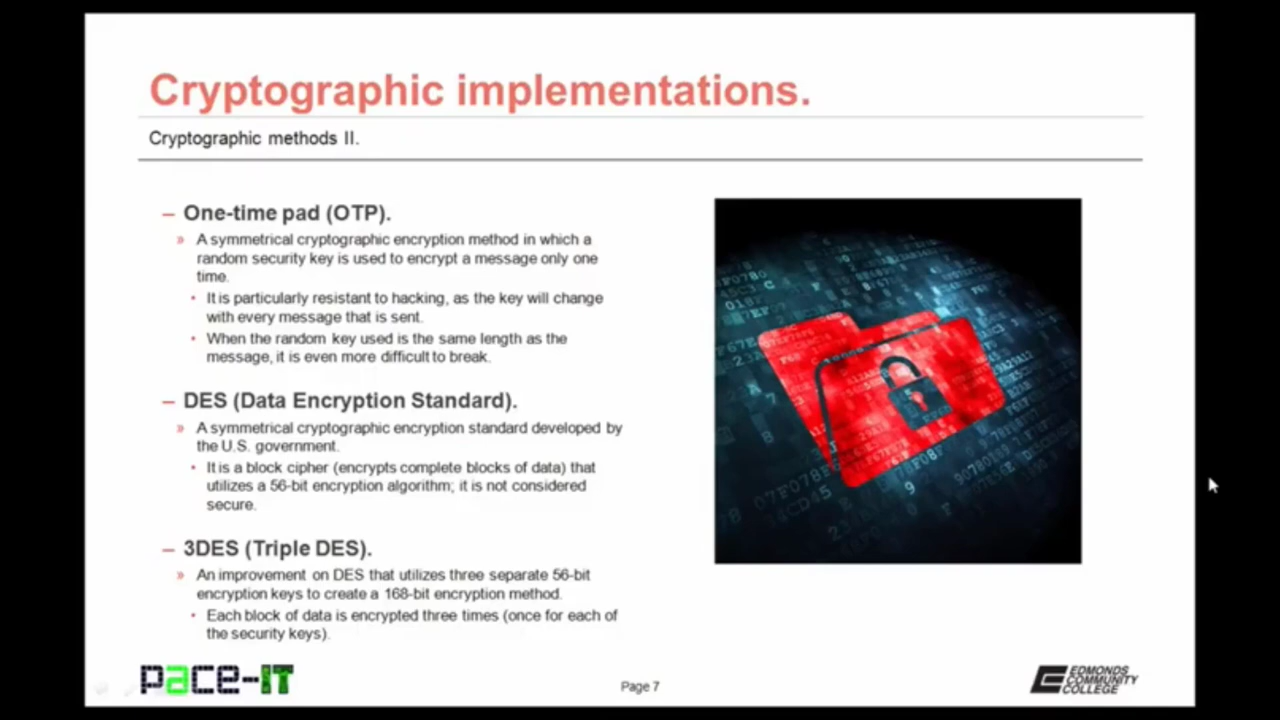 Cryptographic implementations.
Cryptographic methods II.
– One-time pad (OTP).
» A symmetrical cryptographic encryption method in which a
random security key is used to encrypt a message only one
time.
• It is particularly resistant to hacking, as the key will change
with every message that is sent.
• When the random key used is the same length as the
message, it is even more difficult to break.
– DES (Data Encryption Standard).
» A symmetrical cryptographic encryption standard developed by
the U.S. government.
• It is a block cipher (encrypts complete blocks of data) that
utilizes a 56-bit encryption algorithm; it is not considered
secure.
– 3DES (Triple DES).
» An improvement on DES that utilizes three separate 56-bit
encryption keys to create a 168-bit encryption method.
• Each block of data is encrypted three times (once for each of
the security keys).
pace-IT
Page 7
EDMONDS
COMMUNITY
COLLEGE